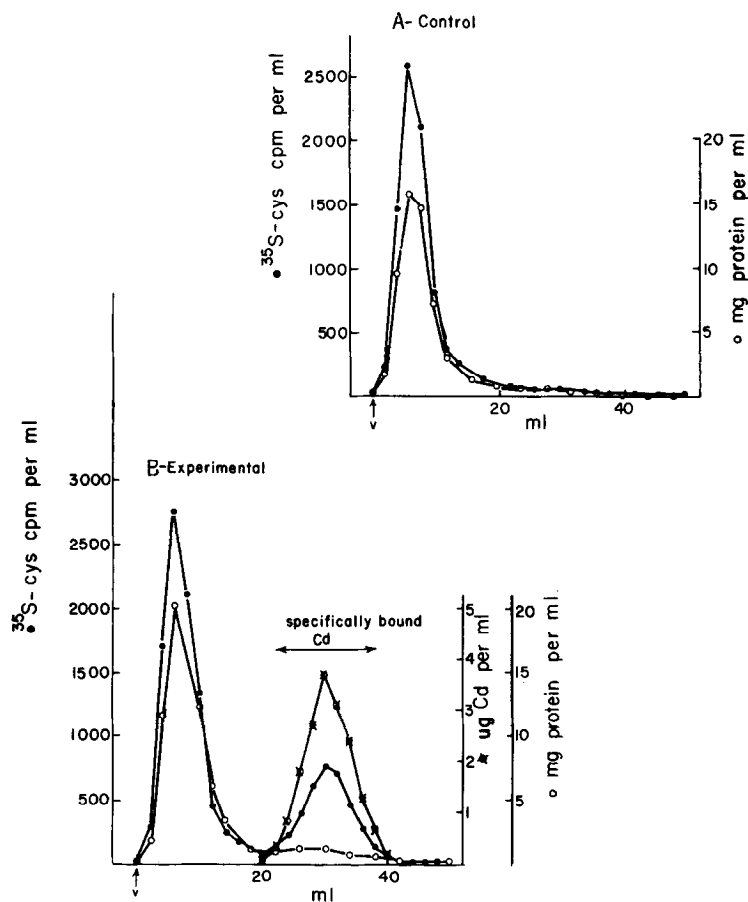 A- Control
● ³⁵S-cys cpm per ml
2500
2000
1500
1000
500
20
15
10
5
○ mg protein per ml
20
40
ml
v
B-Experimental
● ³⁵S-cys cpm per ml
3000
2500
2000
1500
1000
500
specifically bound
Cd
5
4
3
2
1
ug Cd per ml
20
15
10
5
○ mg protein per ml.
20
40
ml
v